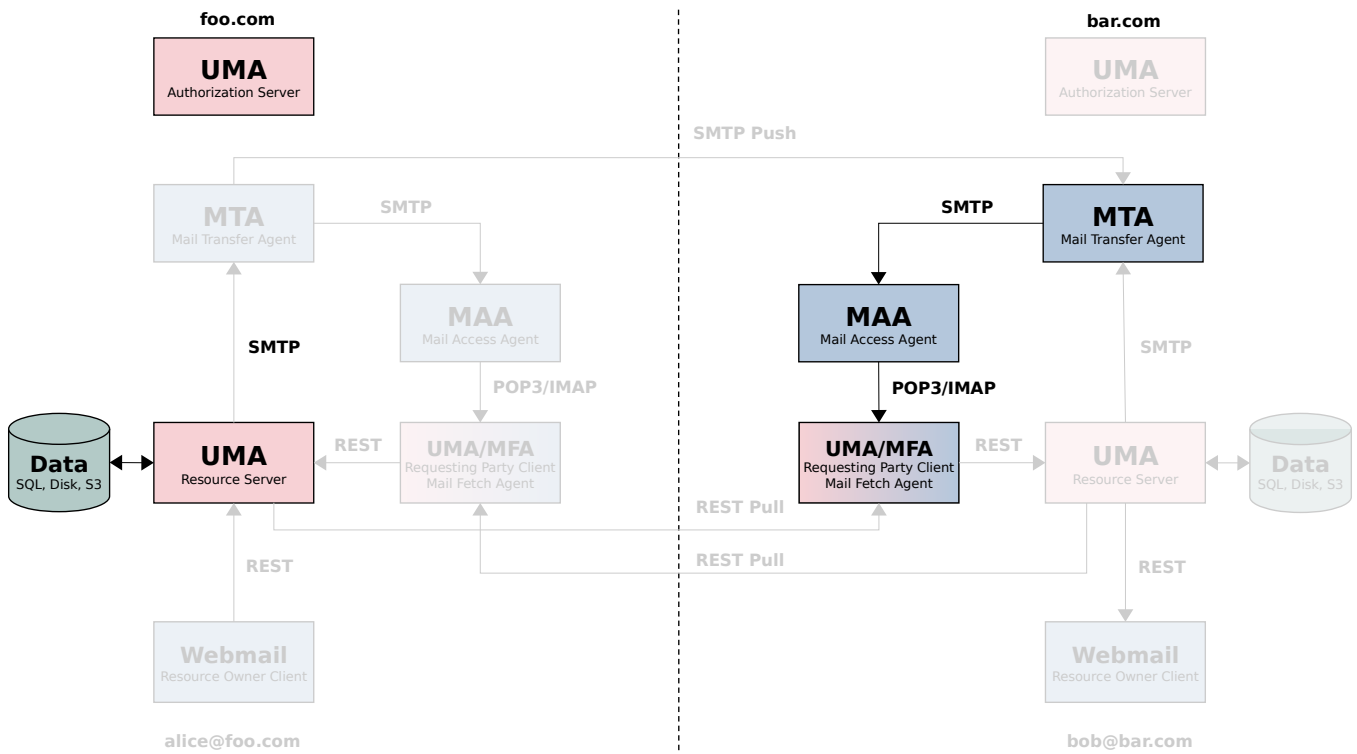 foo.com
bar.com
UMA
Authorization Server
UMA
Authorization Server
SMTP Push
MTA
Mail Transfer Agent
SMTP
SMTP
MTA
Mail Transfer Agent
MAA
Mail Access Agent
MAA
Mail Access Agent
SMTP
SMTP
POP3/IMAP
POP3/IMAP
Data
SQL, Disk, S3
UMA
Resource Server
REST
UMA/MFA
Requesting Party Client
Mail Fetch Agent
UMA/MFA
Requesting Party Client
Mail Fetch Agent
REST
UMA
Resource Server
Data
SQL, Disk, S3
REST Pull
REST Pull
REST
REST
Webmail
Resource Owner Client
Webmail
Resource Owner Client
alice@foo.com
bob@bar.com